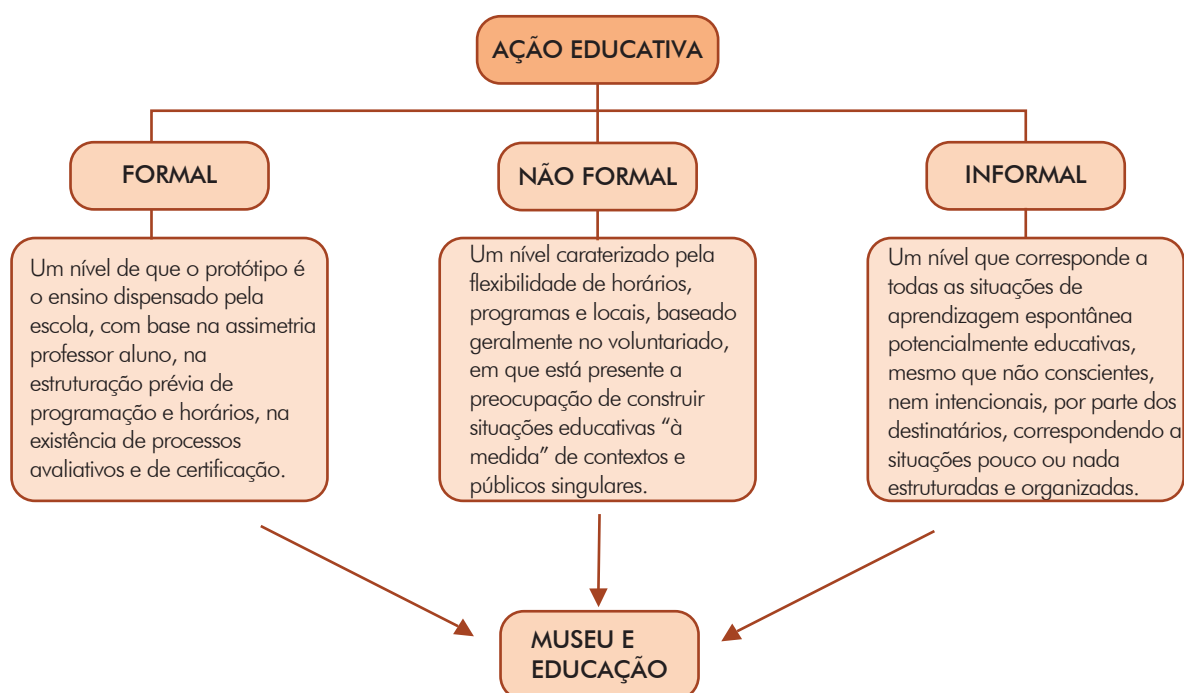 AÇÃO EDUCATIVA
FORMAL
Um nível de que o protótipo é
o ensino dispensado pela
escola, com base na assimetria
professor aluno, na
estruturação prévia de
programação e horários, na
existência de processos
avaliativos e de certificação.
NÃO FORMAL
Um nível caraterizado pela
flexibilidade de horários,
programas e locais, baseado
geralmente no voluntariado,
em que está presente a
preocupação de construir
situações educativas “à
medida” de contextos e
públicos singulares.
INFORMAL
Um nível que corresponde a
todas as situações de
aprendizagem espontânea
potencialmente educativas,
mesmo que não conscientes,
nem intencionais, por parte dos
destinatários, correspondendo a
situações pouco ou nada
estruturadas e organizadas.
MUSEU E
EDUCAÇÃO